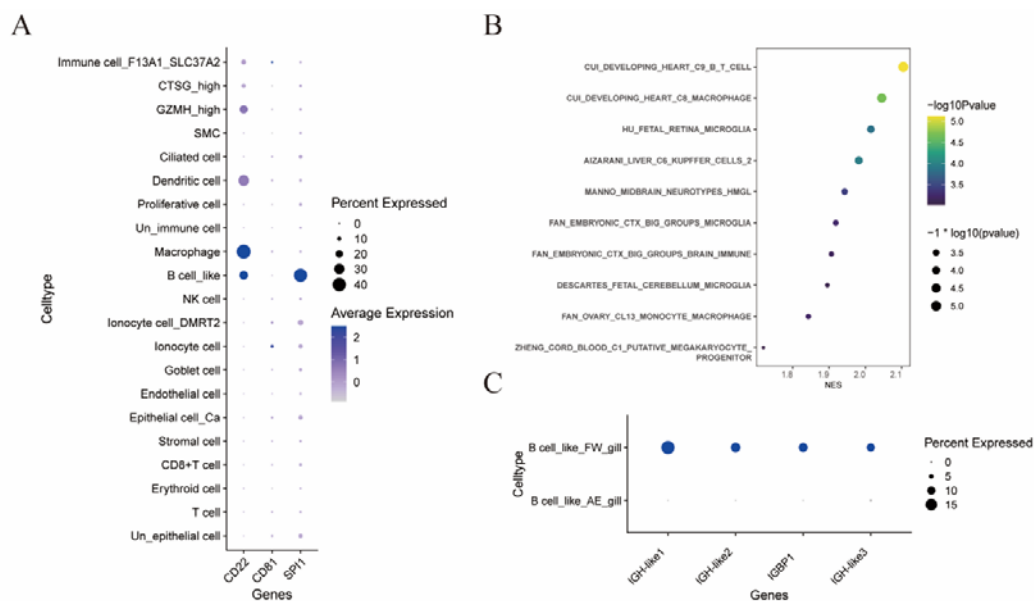 A
Immune cell_F13A1_SLC37A2
CTSG_high
GZMH_high
SMC
Ciliated cell
Dendritic cell
Proliferative cell
Un_immune cell
Macrophage
B cell_like
NK cell
Ionocyte cell_DMRT2
Ionocyte cell
Goblet cell
Endothelial cell
Epithelial cell_Ca
Stromal cell
CD8+T cell
Erythroid cell
T cell
Un_epithelial cell
Celltype
CD22
CD81
SPI1
Genes
Percent Expressed
0
10
20
30
40
Average Expression
2
1
0
B
CUI_DEVELOPING_HEART_C9_B_T_CELL
CUI_DEVELOPING_HEART_C8_MACROPHAGE
HU_FETAL_RETINA_MICROGLIA
AIZARANI_LIVER_C6_KUPFFER_CELLS_2
MANNO_MIDBRAIN_NEUROTYPES_HMGL
FAN_EMBRYONIC_CTX_BIG_GROUPS_MICROGLIA
FAN_EMBRYONIC_CTX_BIG_GROUPS_BRAIN_IMMUNE
DESCARTES_FETAL_CEREBELLUM_MICROGLIA
FAN_OVARY_CL13_MONOCYTE_MACROPHAGE
ZHENG_CORD_BLOOD_C1_PUTATIVE_MEGAKARYOCYTE_
PROGENITOR
1.8
1.9
2.0
2.1
NES
−log10Pvalue
5.0
4.5
4.0
3.5
−1 * log10(pvalue)
3.5
4.0
4.5
5.0
C
B cell_like_FW_gill
B cell_like_AE_gill
Celltype
IGH-like1
IGH-like2
IGBP1
IGH-like3
Genes
Percent Expressed
0
5
10
15